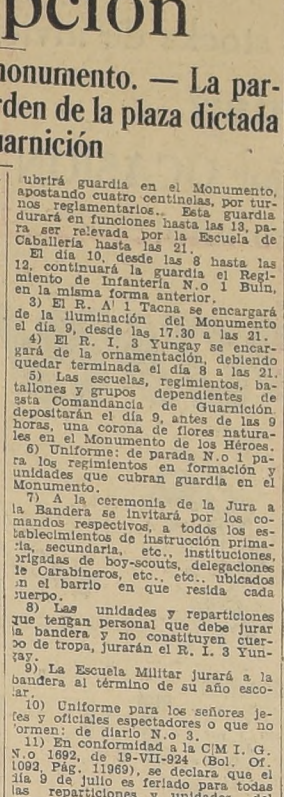 pción
monumento. — La par-
rden de la plaza dictada
uarnición
ubrirá guardia en el Monumento,
apostando cuatro centinelas, por tur-
nos reglamentarios. Esta guardia
durará en funciones hasta las 13, pa-
ra ser relevada por la Escuela de
Caballería hasta las 21.
El día 10, desde las 8 hasta las
12, continuará la guardia el Regi-
miento de Infantería N.o 1 Buin,
en la misma forma anterior.
3) El R. A| 1 Tacna se encargará
de la iluminación del Monumento
el día 9, desde las 17.30 a las 21.
4) El R. I. 3 Yungay se encar-
gará de la ornamentación, debiendo
quedar terminada el día 8 a las 21.
5) Las escuelas, regimientos, ba-
tallones y grupos dependientes de
esta Comandancia de Guarnición
depositarán el día 9, antes de las 9
horas, una corona de flores natura-
les en el Monumento de los Héroes.
6) Uniforme: de parada N.o 1 pa-
ra los regimientos en formación y
unidades que cubran guardia en el
Monumento.
7) A la ceremonia de la Jura a
la Bandera se invitará por los co-
mandos respectivos, a todos los es-
tablecimientos de instrucción prima-
ria, secundaria, etc., instituciones,
brigadas de boy-scouts, delegaciones
de Carabineros, etc., etc., ubicados
en el barrio en que resida cada
cuerpo.
8) Las unidades y reparticiones
que tengan personal que debe jurar
la bandera y no constituyen cuer-
po de tropa, jurarán el R. I. 3 Yun-
gay.
9) La Escuela Militar jurará a la
bandera al término de su año esco-
lar.
10) Uniforme para los señores je-
fes y oficiales espectadores o que no
formen: de diario N.o 3.
11) En conformidad a la C|M I. G.
N.o 1692, de 19-VII-924 (Bol. Of.
1092, Pág. 11969), se declara que el
día 9 de julio es feriado para todas
las reparticiones y unidades